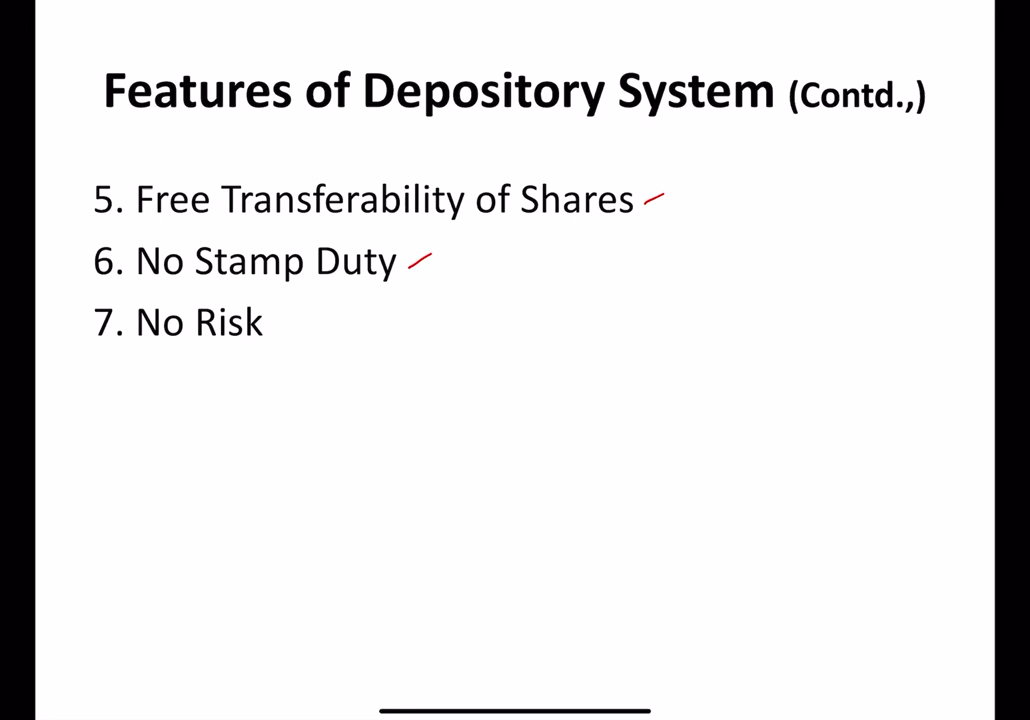 Features of Depository System (Contd.,)
5. Free Transferability of Shares
6. No Stamp Duty
7. No Risk